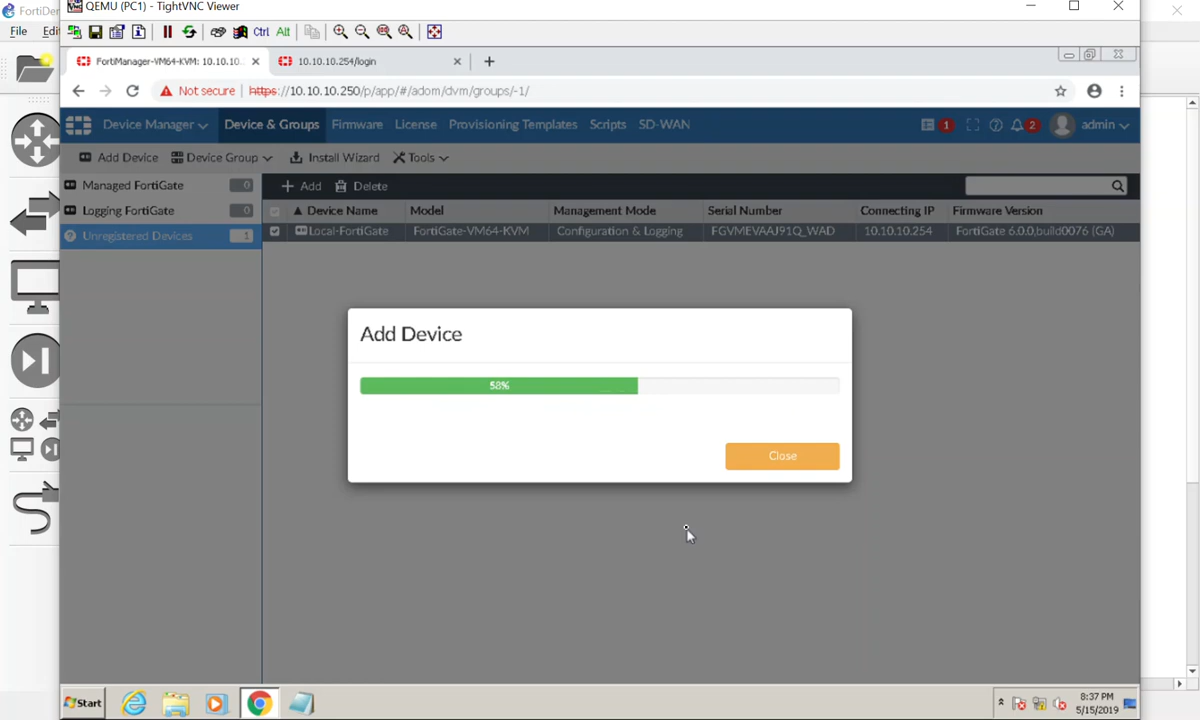 FortiDer
QEMU (PC1) - TightVNC Viewer
File Edi
Ctrl Alt
FortiManager-VM64-KVM: 10.10.10...
10.10.10.254/login
Not secure https://10.10.10.250/p/app/#/adom/dvm/groups/-1/
Device Manager Device & Groups Firmware License Provisioning Templates Scripts SD-WAN 1 2 admin
Add Device Device Group Install Wizard Tools
Managed FortiGate 0
Add Delete
Logging FortiGate 0
Device Name Model Management Mode Serial Number Connecting IP Firmware Version
Unregistered Devices 1
Local-FortiGate FortiGate-VM64-KVM Configuration & Logging FGVMEVAAJ91Q_WAD 10.10.10.254 FortiGate 6.0.0,build0076 (GA)
Add Device
58%
Close
Start
8:37 PM
5/15/2019